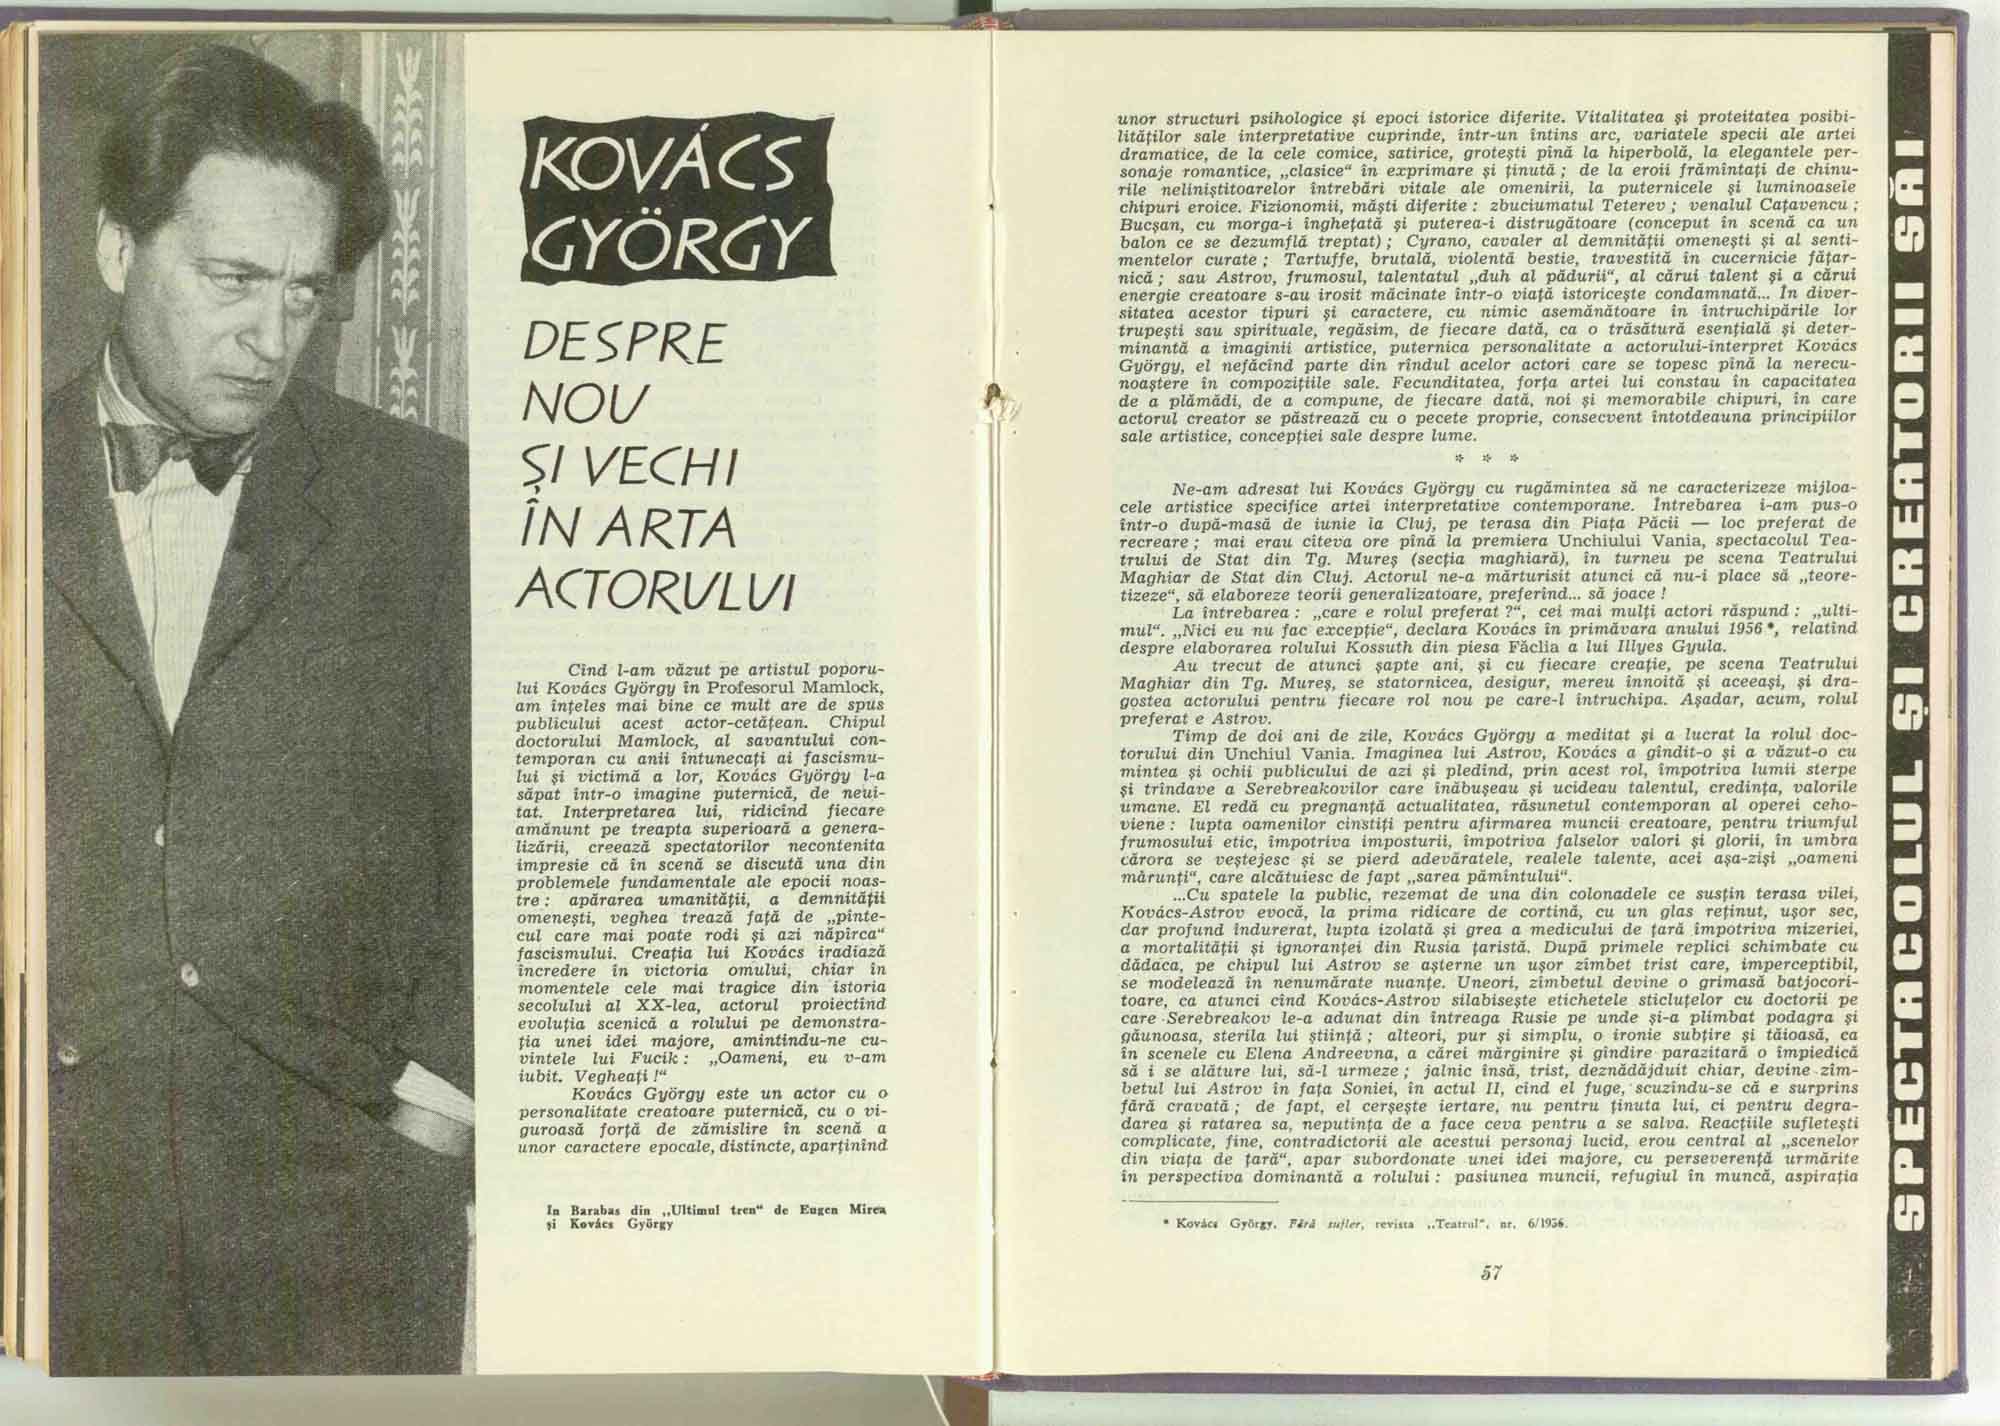 KOVÁCS
GYÖRGY
DESPRE
NOU
ȘI VECHI
ÎN ARTA
ACTORULUI
Cînd l-am văzut pe artistul poporu-
lui Kovács György în Profesorul Mamlock,
am înțeles mai bine ce mult are de spus
publicului acest actor-cetățean. Chipul
doctorului Mamlock, al savantului con-
temporan cu anii întunecați ai fascismu-
lui și victimă a lor, Kovács György l-a
săpat într-o imagine puternică, de neui-
tat. Interpretarea lui, ridicînd fiecare
amănunt pe treapta superioară a genera-
lizării, creează spectatorilor necontenita
impresie că în scenă se discută una din
problemele fundamentale ale epocii noas-
tre : apărarea umanității, a demnității
omenești, veghea trează față de „pînte-
cul care mai poate rodi și azi năpîrca“
fascismului. Creația lui Kovács iradiază
încredere în victoria omului, chiar în
momentele cele mai tragice din istoria
secolului al XX-lea, actorul proiectînd
evoluția scenică a rolului pe demonstra-
ția unei idei majore, amintindu-ne cu-
vintele lui Fucik : „Oameni, eu v-am
iubit. Vegheați !“
Kovács György este un actor cu o
personalitate creatoare puternică, cu o vi-
guroasă forță de zămislire în scenă a
unor caractere epocale, distincte, aparținînd
In Barabas din „Ultimul tren“ de Eugen Mirea
și Kovács György
unor structuri psihologice și epoci istorice diferite. Vitalitatea și proteitatea posibi-
lităților sale interpretative cuprinde, într-un întins arc, variatele specii ale artei
dramatice, de la cele comice, satirice, grotești pînă la hiperbolă, la elegantele per-
sonaje romantice, „clasice“ în exprimare și ținută ; de la eroii frămîntați de chinu-
rile neliniștitoarelor întrebări vitale ale omenirii, la puternicele și luminoasele
chipuri eroice. Fizionomii, măști diferite : zbuciumatul Teterev ; venalul Cațavencu ;
Bucșan, cu morga-i înghețată și puterea-i distrugătoare (conceput în scenă ca un
balon ce se dezumflă treptat) ; Cyrano, cavaler al demnității omenești și al senti-
mentelor curate ; Tartuffe, brutală, violentă bestie, travestită în cucernicie fățar-
nică ; sau Astrov, frumosul, talentatul „duh al pădurii“, al cărui talent și a cărui
energie creatoare s-au irosit măcinate într-o viață istoricește condamnată... În diver-
sitatea acestor tipuri și caractere, cu nimic asemănătoare în întruchipările lor
trupești sau spirituale, regăsim, de fiecare dată, ca o trăsătură esențială și deter-
minantă a imaginii artistice, puternica personalitate a actorului-interpret Kovács
György, el nefăcînd parte din rîndul acelor actori care se topesc pînă la nerecu-
noaștere în compozițiile sale. Fecunditatea, forța artei lui constau în capacitatea
de a plămădi, de a compune, de fiecare dată, noi și memorabile chipuri, în care
actorul creator se păstrează cu o pecete proprie, consecvent întotdeauna principiilor
sale artistice, concepției sale despre lume.
* * *
Ne-am adresat lui Kovács György cu rugămintea să ne caracterizeze mijloa-
cele artistice specifice artei interpretative contemporane. Întrebarea i-am pus-o
într-o după-masă de iunie la Cluj, pe terasa din Piața Păcii — loc preferat de
recreare ; mai erau cîteva ore pînă la premiera Unchiului Vania, spectacolul Tea-
trului de Stat din Tg. Mureș (secția maghiară), în turneu pe scena Teatrului
Maghiar de Stat din Cluj. Actorul ne-a mărturisit atunci că nu-i place să „teore-
tizeze“, să elaboreze teorii generalizatoare, preferînd... să joace !
La întrebarea : „care e rolul preferat ?“, cei mai mulți actori răspund : „ulti-
mul“. „Nici eu nu fac excepție“, declara Kovács în primăvara anului 1956*, relatînd
despre elaborarea rolului Kossuth din piesa Făclia a lui Illyes Gyula.
Au trecut de atunci șapte ani, și cu fiecare creație, pe scena Teatrului
Maghiar din Tg. Mureș, se statornicea, desigur, mereu înnoită și aceeași, și dra-
gostea actorului pentru fiecare rol nou pe care-l întruchipa. Așadar, acum, rolul
preferat e Astrov.
Timp de doi ani de zile, Kovács György a meditat și a lucrat la rolul doc-
torului din Unchiul Vania. Imaginea lui Astrov, Kovács a gîndit-o și a văzut-o cu
mintea și ochii publicului de azi și pledînd, prin acest rol, împotriva lumii sterpe
și trîndave a Serebreakovilor care înăbușeau și ucideau talentul, credința, valorile
umane. El redă cu pregnanță actualitatea, răsunetul contemporan al operei ceho-
viene : lupta oamenilor cinstiți pentru afirmarea muncii creatoare, pentru triumful
frumosului etic, împotriva imposturii, împotriva falselor valori și glorii, în umbra
cărora se veștejesc și se pierd adevăratele, realele talente, acei așa-ziși „oameni
mărunți“, care alcătuiesc de fapt „sarea pămîntului“.
...Cu spatele la public, rezemat de una din colonadele ce susțin terasa vilei,
Kovács-Astrov evocă, la prima ridicare de cortină, cu un glas reținut, ușor sec,
dar profund îndurerat, lupta izolată și grea a medicului de țară împotriva mizeriei,
a mortalității și ignoranței din Rusia țaristă. După primele replici schimbate cu
dădaca, pe chipul lui Astrov se așterne un ușor zîmbet trist care, imperceptibil,
se modelează în nenumărate nuanțe. Uneori, zîmbetul devine o grimasă batjocori-
toare, ca atunci cînd Kovács-Astrov silabisește etichetele sticluțelor cu doctorii pe
care Serebreakov le-a adunat din întreaga Rusie pe unde și-a plimbat podagra și
găunoasa, sterila lui știință ; alteori, pur și simplu, o ironie subțire și tăioasă, ca
în scenele cu Elena Andreevna, a cărei mărginire și gîndire parazitară o împiedică
să i se alăture lui, să-l urmeze ; jalnic însă, trist, deznădăjduit chiar, devine zîm-
betul lui Astrov în fața Soniei, în actul II, cînd el fuge, scuzîndu-se că e surprins
fără cravată ; de fapt, el cerșește iertare, nu pentru ținuta lui, ci pentru degra-
darea și ratarea sa, neputința de a face ceva pentru a se salva. Reacțiile sufletești
complicate, fine, contradictorii ale acestui personaj lucid, erou central al „scenelor
din viața de țară“, apar subordonate unei idei majore, cu perseverență urmărite
în perspectiva dominantă a rolului : pasiunea muncii, refugiul în muncă, aspirația
* Kovács György, Fără sufler, revista „Teatrul“, nr. 6/1956.
57
SPECTACOLUL ȘI CREATORII SĂI